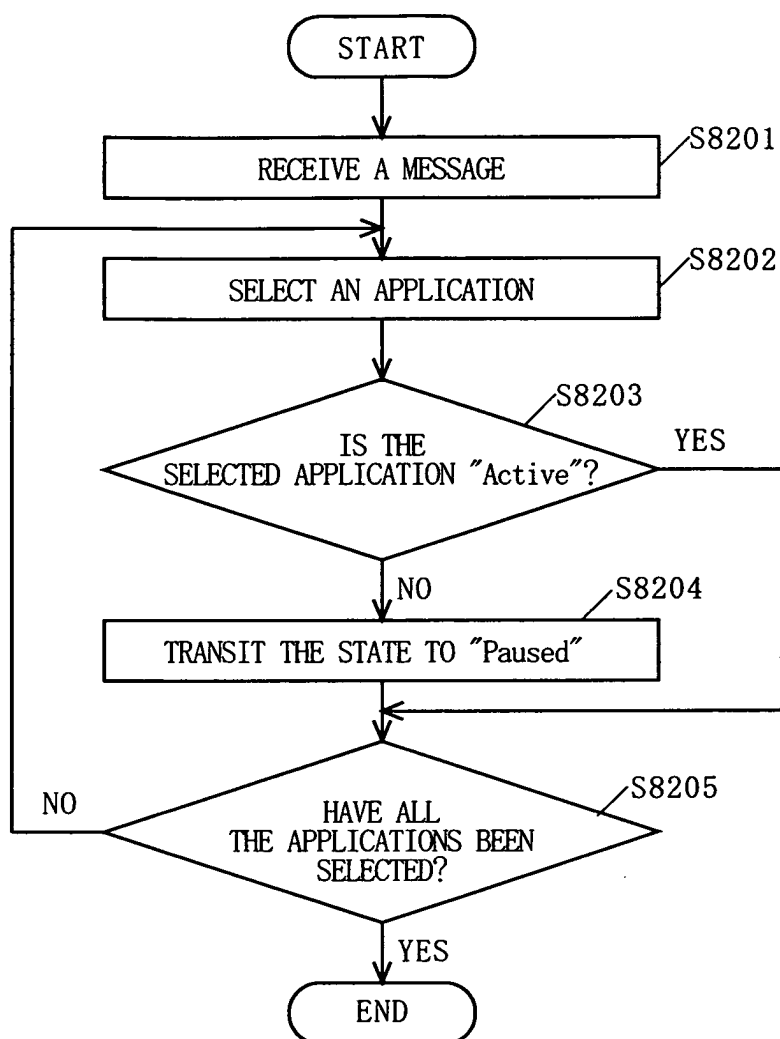 START
S8201
RECEIVE A MESSAGE
S8202
SELECT AN APPLICATION
S8203
IS THE
SELECTED APPLICATION "Active"?
YES
NO
S8204
TRANSIT THE STATE TO "Paused"
S8205
NO
HAVE ALL
THE APPLICATIONS BEEN
SELECTED?
YES
END